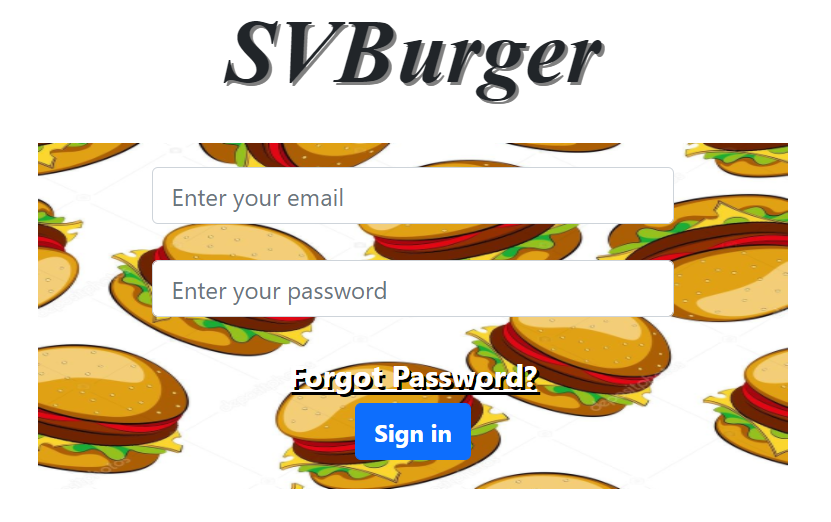 SVBurger
Enter your email
Enter your password
Forgot Password?
Sign in